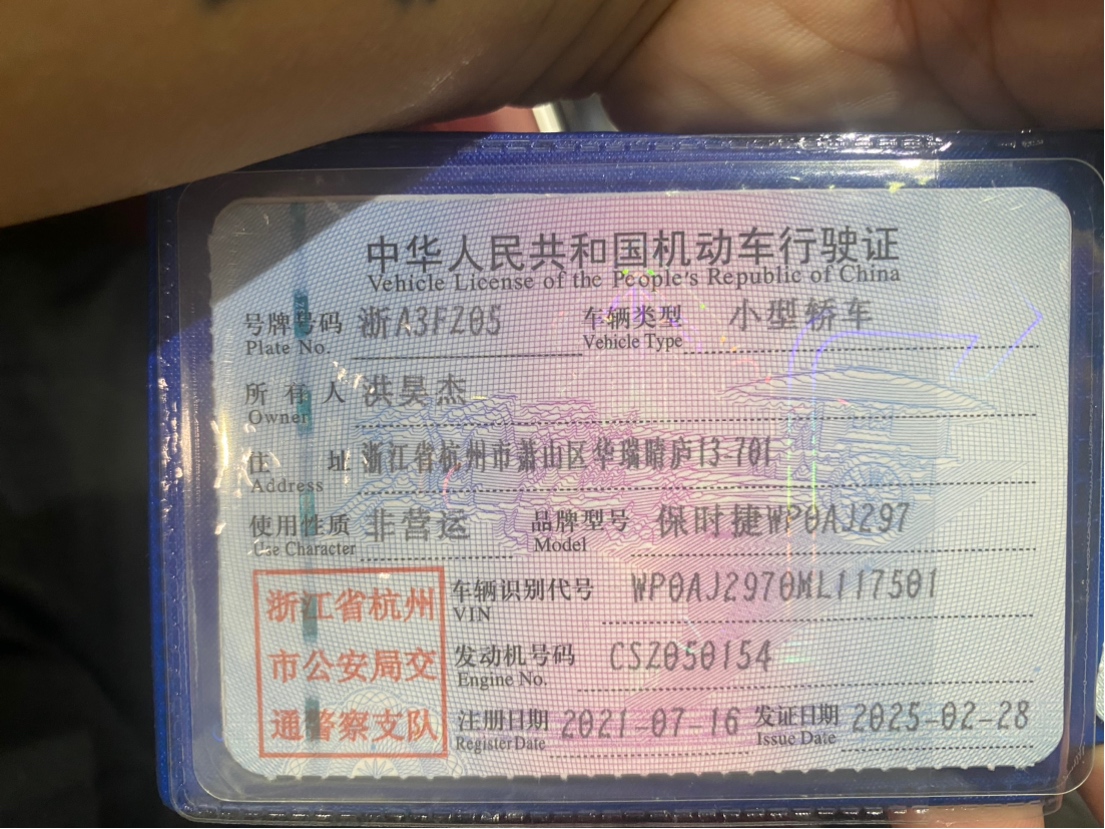 中华人民共和国机动车行驶证
Vehicle License of the People's Republic of China
号牌号码 浙A3FZ05 车辆类型 小型轿车
Plate No. Vehicle Type
所有人 洪昊杰
Owner
住址 浙江省杭州市萧山区华瑞晴庐13-701
Address
使用性质 非营运 品牌型号 保时捷WP0AJ297
Use Character Model
浙江省杭州
市公安局交
通警察支队
车辆识别代号 WP0AJ2970ML117501
VIN
发动机号码 CSZ050154
Engine No.
注册日期 2021-07-16 发证日期 2025-02-28
Register Date Issue Date